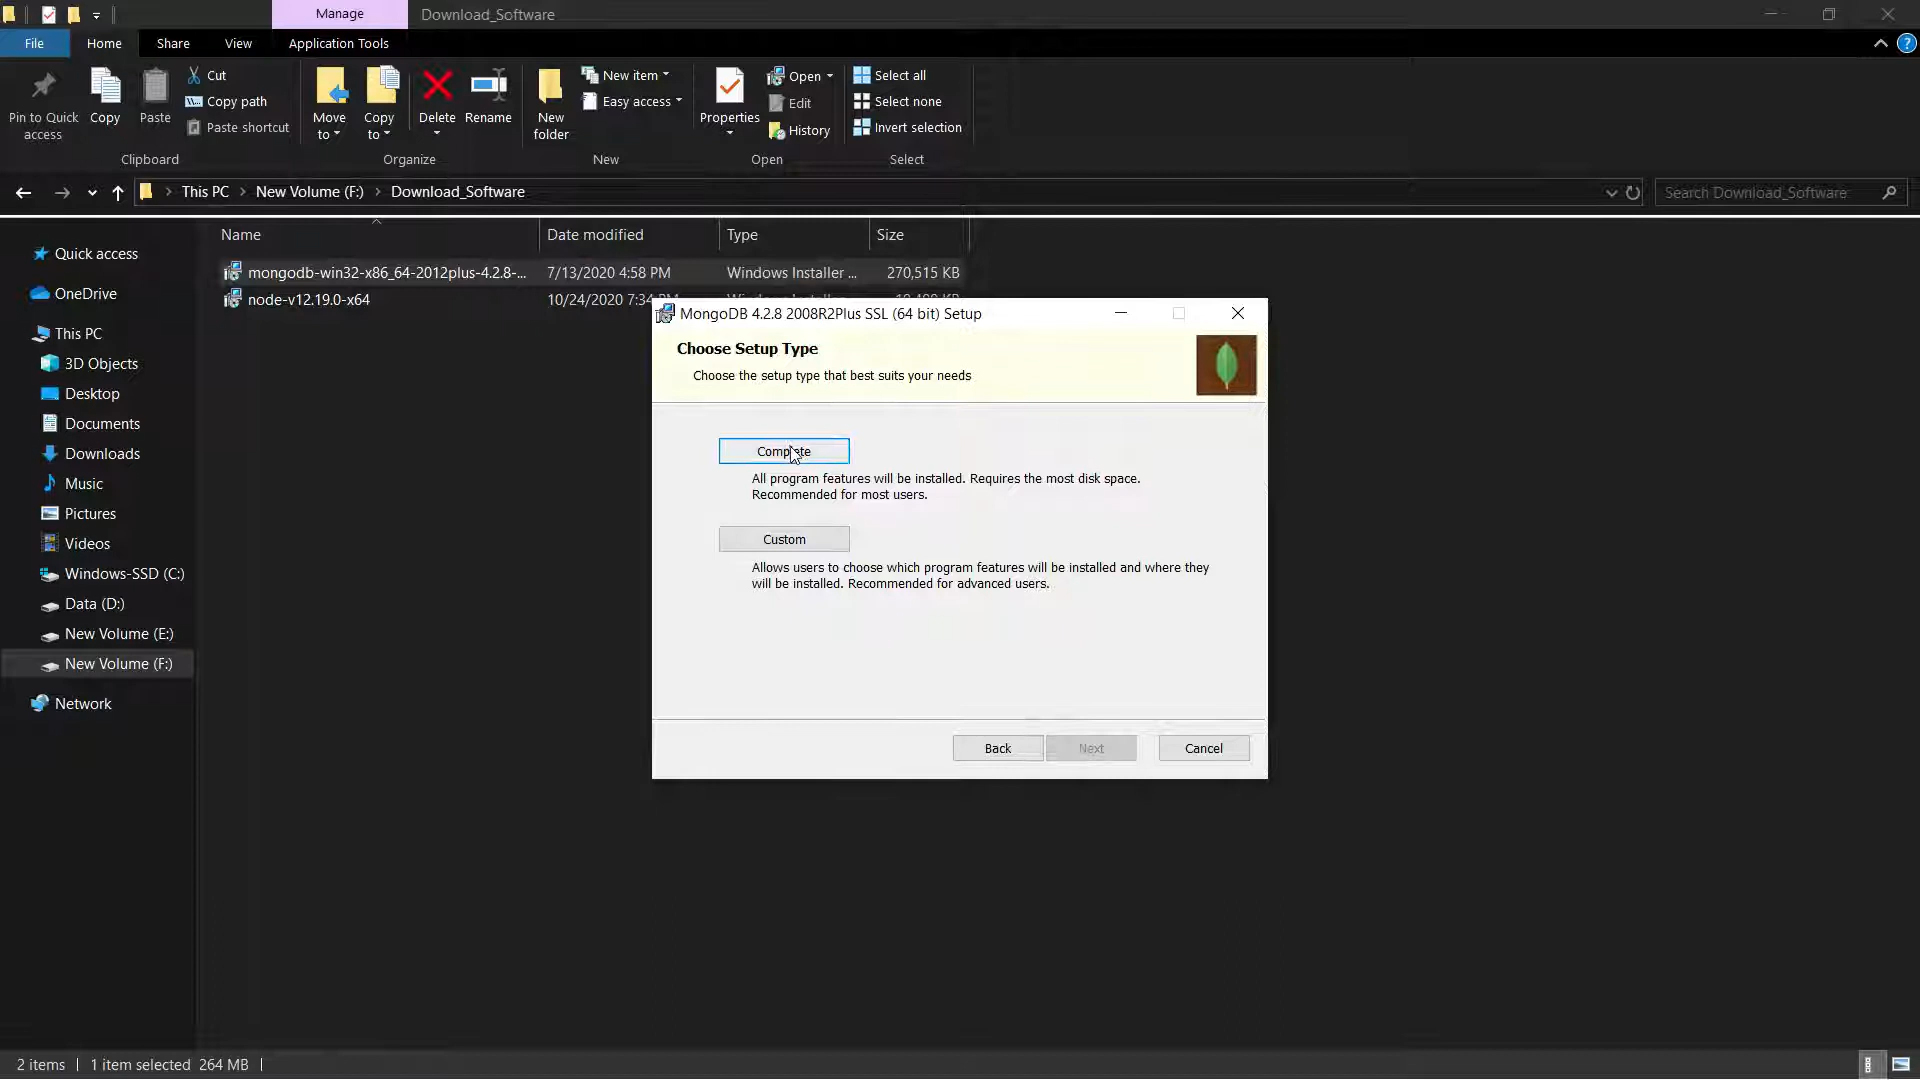 Manage
Download_Software
File
Home
Share
View
Application Tools
Pin to Quick
access
Copy
Paste
Cut
Copy path
Paste shortcut
Clipboard
Move
to
Copy
to
Delete
Rename
Organize
New
folder
New item
Easy access
New
Properties
Open
Edit
History
Open
Select all
Select none
Invert selection
Select
This PC
New Volume (F:)
Download_Software
Search Download_Software
Name
Date modified
Type
Size
mongodb-win32-x86_64-2012plus-4.2.8-...
7/13/2020 4:58 PM
Windows Installer ...
270,515 KB
node-v12.19.0-x64
10/24/2020 7:34
Quick access
OneDrive
This PC
3D Objects
Desktop
Documents
Downloads
Music
Pictures
Videos
Windows-SSD (C:)
Data (D:)
New Volume (E:)
New Volume (F:)
Network
MongoDB 4.2.8 2008R2Plus SSL (64 bit) Setup
Choose Setup Type
Choose the setup type that best suits your needs
Complete
All program features will be installed. Requires the most disk space.
Recommended for most users.
Custom
Allows users to choose which program features will be installed and where they
will be installed. Recommended for advanced users.
Back
Next
Cancel
2 items
1 item selected 264 MB